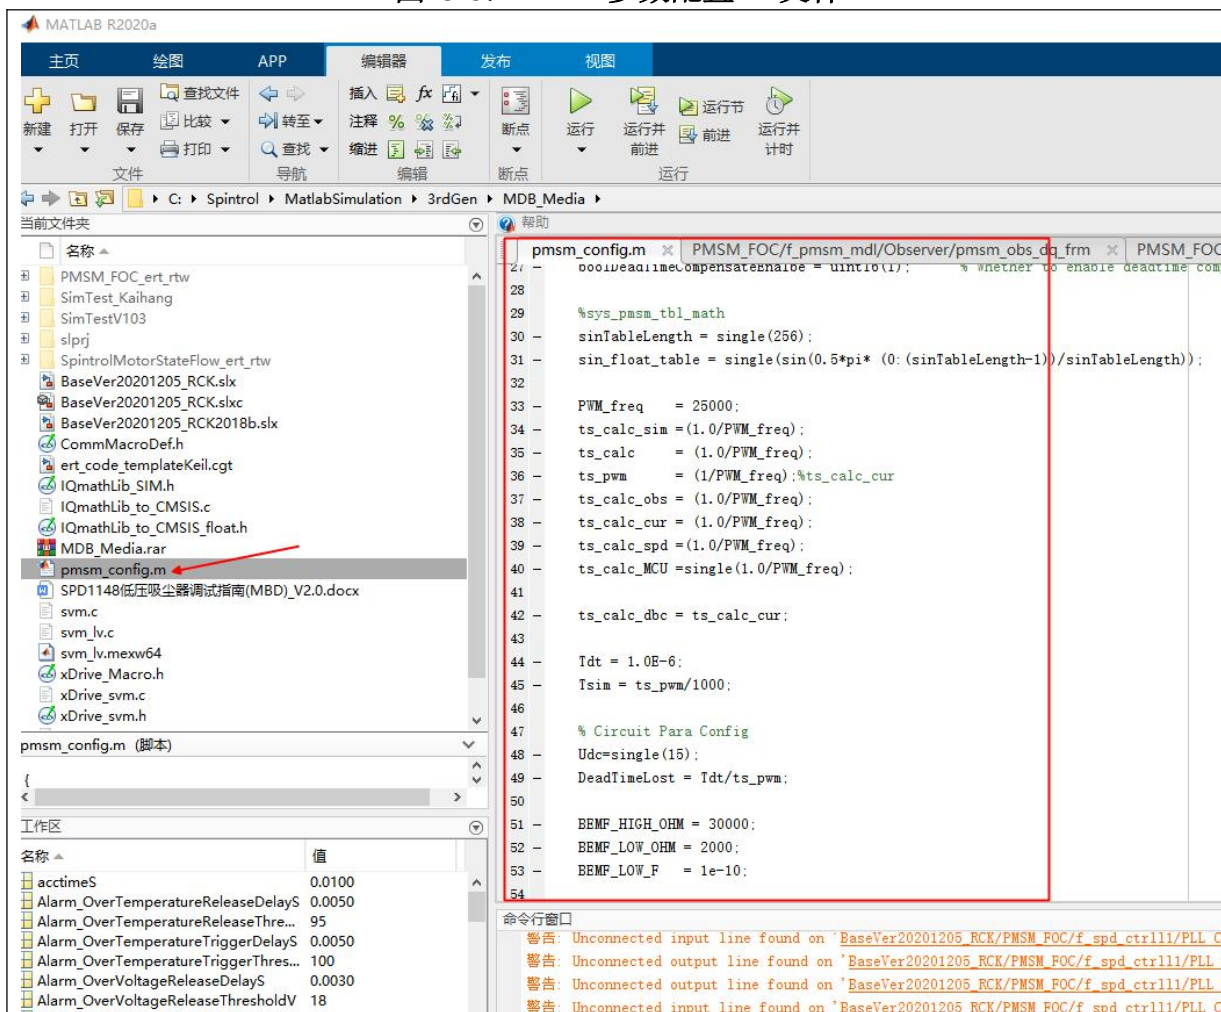 MATLAB R2020a
主页 绘图 APP 编辑器 发布 视图
新建 打开 保存 查找文件 比较 打印 转至 查找 插入 fx 注释 缩进 断点 运行 运行并前进 运行节 前进 运行并计时
文件 导航 编辑 断点 运行
C: Spintrol MatlabSimulation 3rdGen MDB_Media
当前文件夹
名称
PMSM_FOC_ert_rtw
SimTest_Kaihang
SimTestV103
slprj
SpintrolMotorStateFlow_ert_rtw
BaseVer20201205_RCK.slx
BaseVer20201205_RCK.slxc
BaseVer20201205_RCK2018b.slx
CommMacroDef.h
ert_code_templateKeil.cgt
IQmathLib_SIM.h
IQmathLib_to_CMSIS.c
IQmathLib_to_CMSIS_float.h
MDB_Media.rar
pmsm_config.m
SPD1148低压吸尘器调试指南(MBD)_V2.0.docx
svm.c
svm_lv.c
svm_lv.mexw64
xDrive_Macro.h
xDrive_svm.c
xDrive_svm.h
pmsm_config.m (脚本)
{
工作区
名称 值
acctimeS 0.0100
Alarm_OverTemperatureReleaseDelayS 0.0050
Alarm_OverTemperatureReleaseThre... 95
Alarm_OverTemperatureTriggerDelayS 0.0050
Alarm_OverTemperatureTriggerThres... 100
Alarm_OverVoltageReleaseDelayS 0.0030
Alarm_OverVoltageReleaseThresholdV 18
帮助
pmsm_config.m PMSM_FOC/f_pmsm_mdl/Observer/pmsm_obs_dq_frm PMSM_FOC
27 – boolDeadTimeCompensateEnalbe = uint16(1); % Whether to enable deadtime com
28
29 %sys_pmsm_tbl_math
30 – sinTableLength = single(256);
31 – sin_float_table = single(sin(0.5*pi* (0:(sinTableLength-1))/sinTableLength));
32
33 – PWM_freq = 25000;
34 – ts_calc_sim =(1.0/PWM_freq);
35 – ts_calc = (1.0/PWM_freq);
36 – ts_pwm = (1/PWM_freq);%ts_calc_cur
37 – ts_calc_obs = (1.0/PWM_freq);
38 – ts_calc_cur = (1.0/PWM_freq);
39 – ts_calc_spd =(1.0/PWM_freq);
40 – ts_calc_MCU =single(1.0/PWM_freq);
41
42 – ts_calc_dbc = ts_calc_cur;
43
44 – Tdt = 1.0E-6;
45 – Tsim = ts_pwm/1000;
46
47 % Circuit Para Config
48 – Udc=single(15);
49 – DeadTimeLost = Tdt/ts_pwm;
50
51 – BEMF_HIGH_OHM = 30000;
52 – BEMF_LOW_OHM = 2000;
53 – BEMF_LOW_F = 1e-10;
54
命令行窗口
警告: Unconnected input line found on 'BaseVer20201205_RCK/PMSM_FOC/f_spd_ctrl11/PLL C
警告: Unconnected output line found on 'BaseVer20201205_RCK/PMSM_FOC/f_spd_ctrl11/PLL
警告: Unconnected output line found on 'BaseVer20201205_RCK/PMSM_FOC/f_spd_ctrl11/PLL
警告: Unconnected input line found on 'BaseVer20201205_RCK/PMSM_FOC/f_spd_ctrl11/PLL C